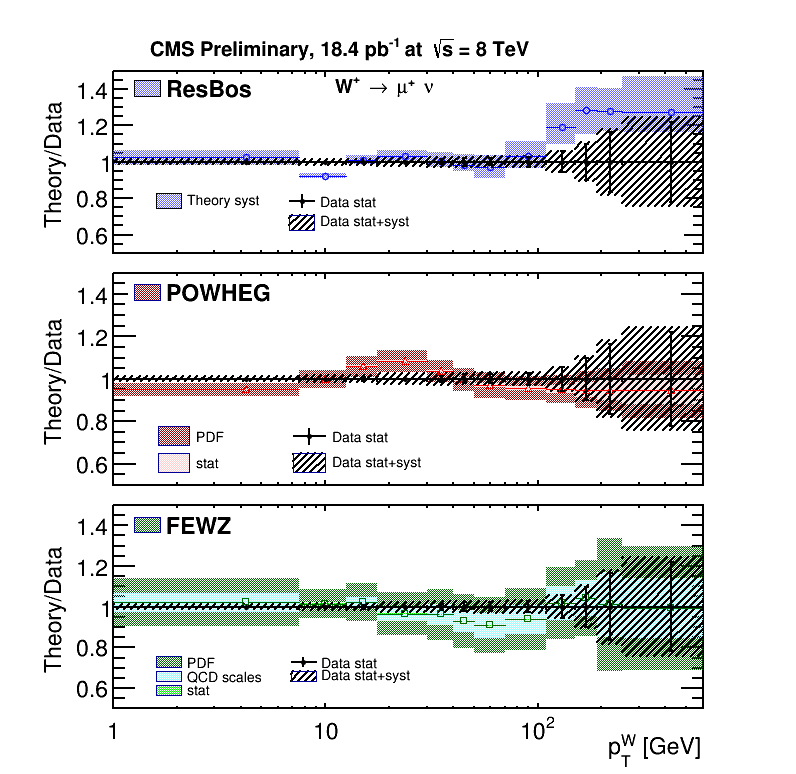 CMS Preliminary, 18.4 pb⁻¹ at √s = 8 TeV
ResBos
W⁺ → μ⁺ ν
Theory/Data
1.4
1.2
1
0.8
0.6
Theory syst
Data stat
Data stat+syst
POWHEG
Theory/Data
1.4
1.2
1
0.8
0.6
PDF
Data stat
stat
Data stat+syst
FEWZ
Theory/Data
1.4
1.2
1
0.8
0.6
PDF
Data stat
QCD scales
Data stat+syst
stat
1
10
10²
p_T^W [GeV]